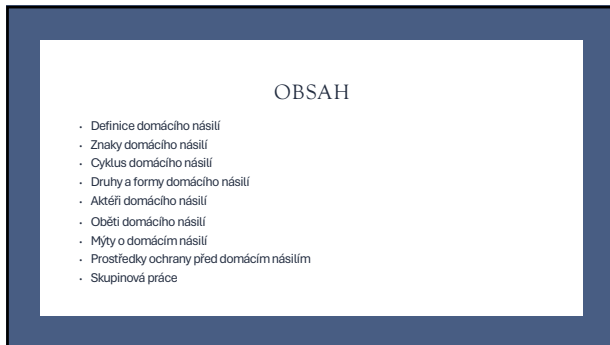 OBSAH
· Definice domácího násilí
· Znaky domácího násilí
· Cyklus domácího násilí
· Druhy a formy domácího násilí
· Aktéři domácího násilí
· Oběti domácího násilí
· Mýty o domácím násilí
· Prostředky ochrany před domácím násilím
· Skupinová práce